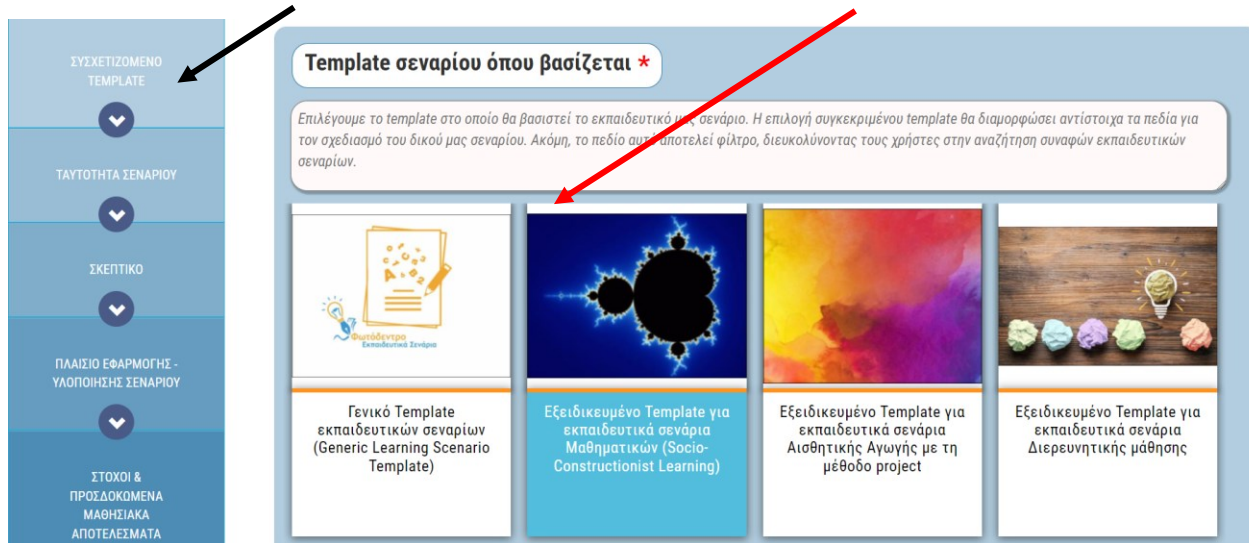 ΣΥΣΧΕΤΙΖΟΜΕΝΟ
TEMPLATE
ΤΑΥΤΟΤΗΤΑ ΣΕΝΑΡΙΟΥ
ΣΚΕΠΤΙΚΟ
ΠΛΑΙΣΙΟ ΕΦΑΡΜΟΓΗΣ -
ΥΛΟΠΟΙΗΣΗΣ ΣΕΝΑΡΙΟΥ
ΣΤΟΧΟΙ &
ΠΡΟΣΔΟΚΩΜΕΝΑ
ΜΑΘΗΣΙΑΚΑ
ΑΠΟΤΕΛΕΣΜΑΤΑ
Template σεναρίου όπου βασίζεται *
Επιλέγουμε το template στο οποίο θα βασιστεί το εκπαιδευτικό μας σενάριο. Η επιλογή συγκεκριμένου template θα διαμορφώσει αντίστοιχα τα πεδία για
τον σχεδιασμό του δικού μας σεναρίου. Ακόμη, το πεδίο αυτό αποτελεί φίλτρο, διευκολύνοντας τους χρήστες στην αναζήτηση συναφών εκπαιδευτικών
σεναρίων.
Φωτόδεντρο
Εκπαιδευτικά Σενάρια
Γενικό Template
εκπαιδευτικών σεναρίων
(Generic Learning Scenario
Template)
Εξειδικευμένο Template για
εκπαιδευτικά σενάρια
Μαθηματικών (Socio-
Constructionist Learning)
Εξειδικευμένο Template για
εκπαιδευτικά σενάρια
Αισθητικής Αγωγής με τη
μέθοδο project
Εξειδικευμένο Template για
εκπαιδευτικά σενάρια
Διερευνητικής μάθησης